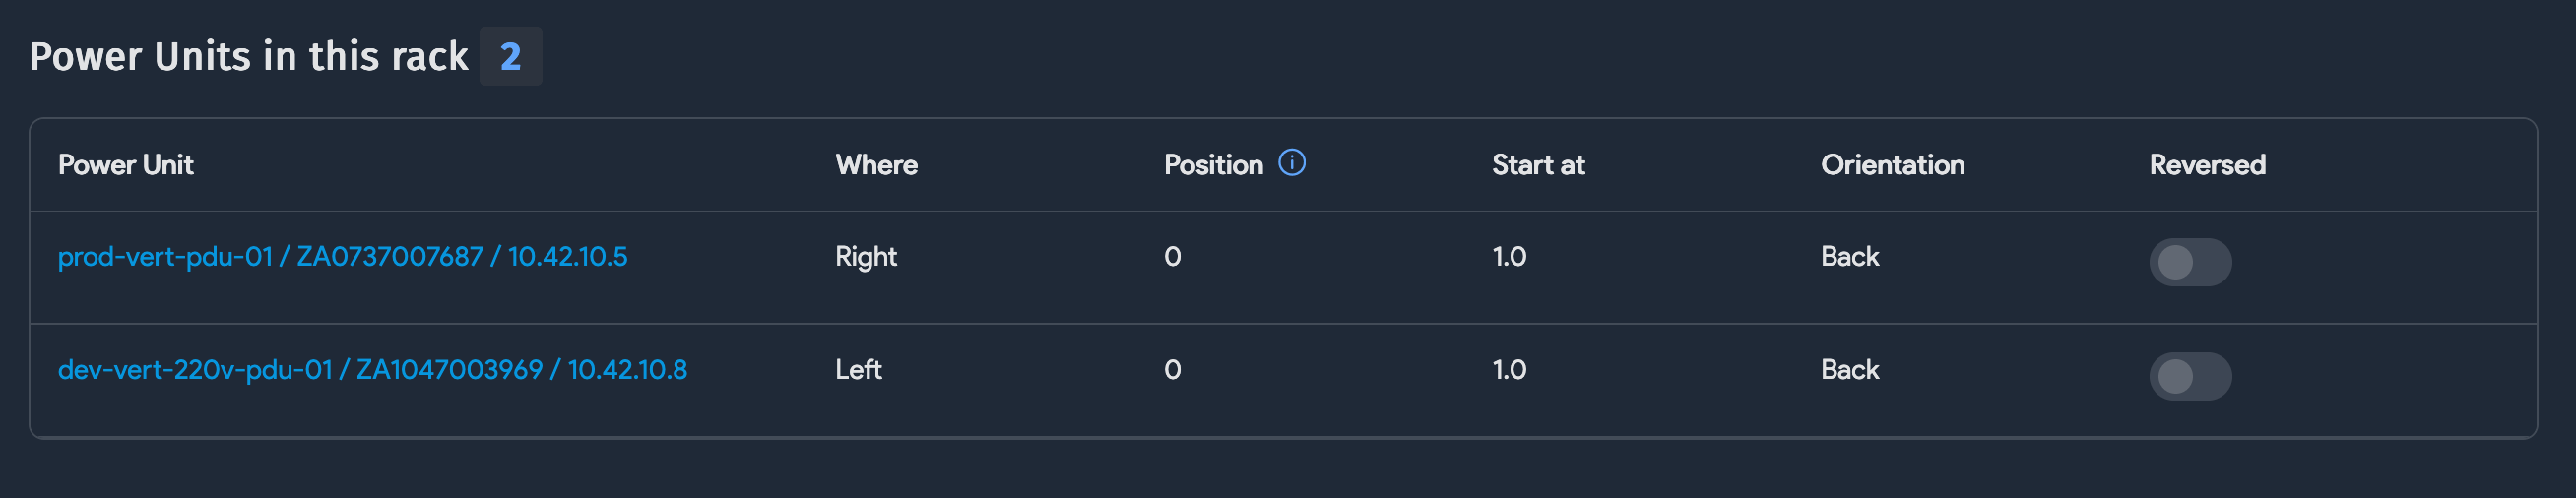 Power Units in this rack 2
Power Unit Where Position Start at Orientation Reversed
prod-vert-pdu-01 / ZA0737007687 / 10.42.10.5 Right 0 1.0 Back
dev-vert-220v-pdu-01 / ZA1047003969 / 10.42.10.8 Left 0 1.0 Back